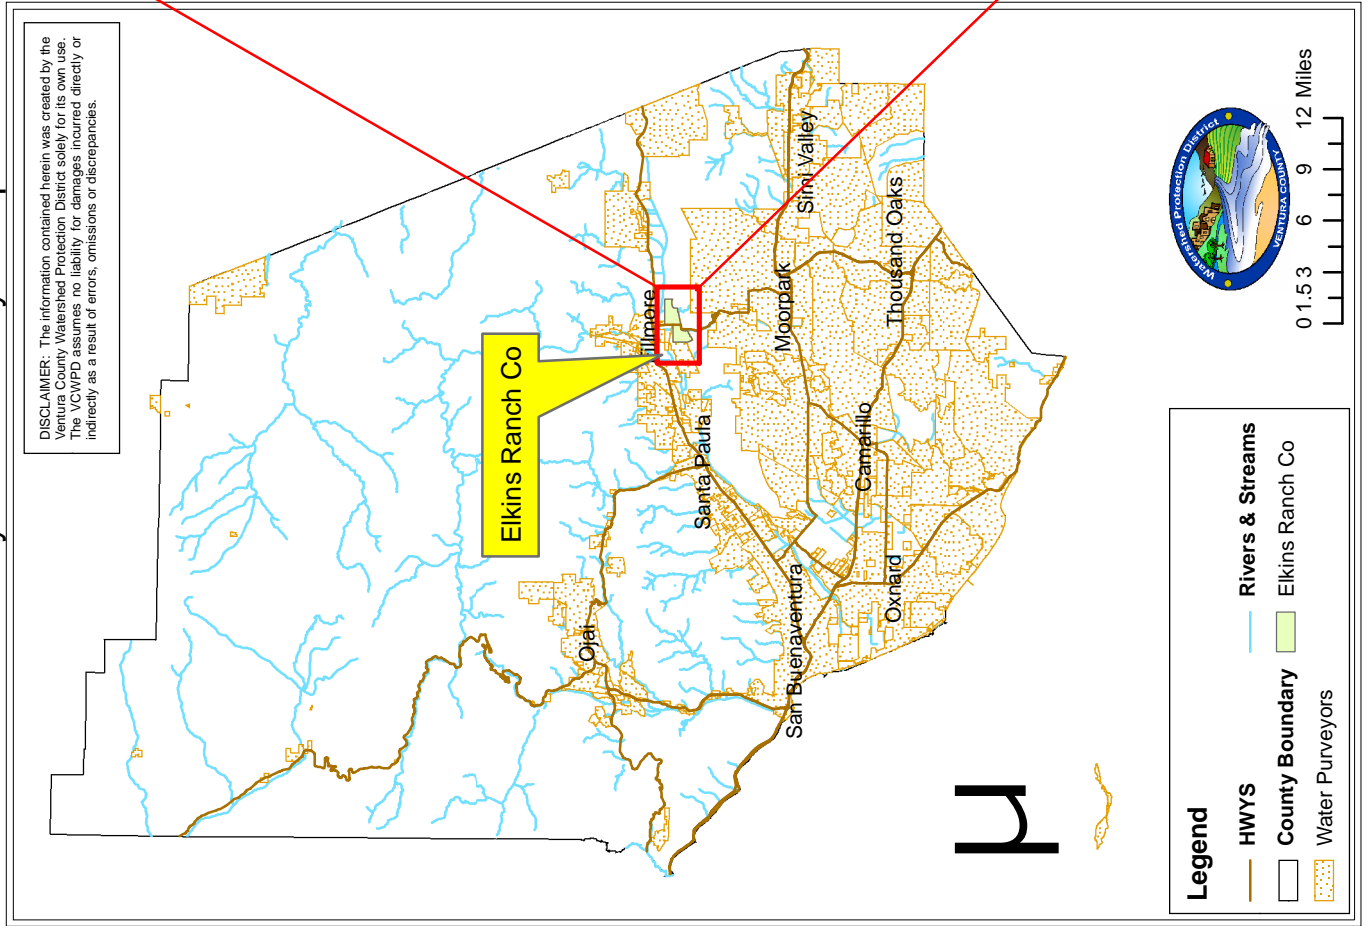 DISCLAIMER: The information contained herein was created by the
Ventura County Watershed Protection District solely for its own use.
The VCWPD assumes no liability for damages incurred directly or
indirectly as a result of errors, omissions or discrepancies.
Elkins Ranch Co
illmore
Ojai
Santa Paula
San Buenaventura
Oxnard
Camarillo
Moorpark
Simi Valley
Thousand Oaks
µ
Legend
HWYS
County Boundary
Water Purveyors
Rivers & Streams
Elkins Ranch Co
Watershed Protection District
VENTURA COUNTY
0 1.5 3 6 9 12 Miles